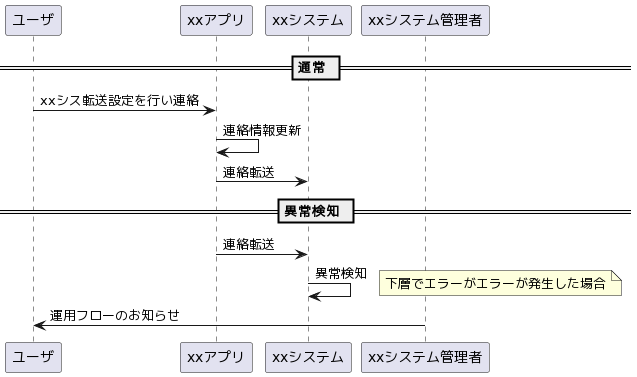 ユーザ xxアプリ xxシステム xxシステム管理者
通常
xxシス転送設定を行い連絡
連絡情報更新
連絡転送
異常検知
連絡転送
異常検知 下層でエラーがエラーが発生した場合
運用フローのお知らせ
ユーザ xxアプリ xxシステム xxシステム管理者